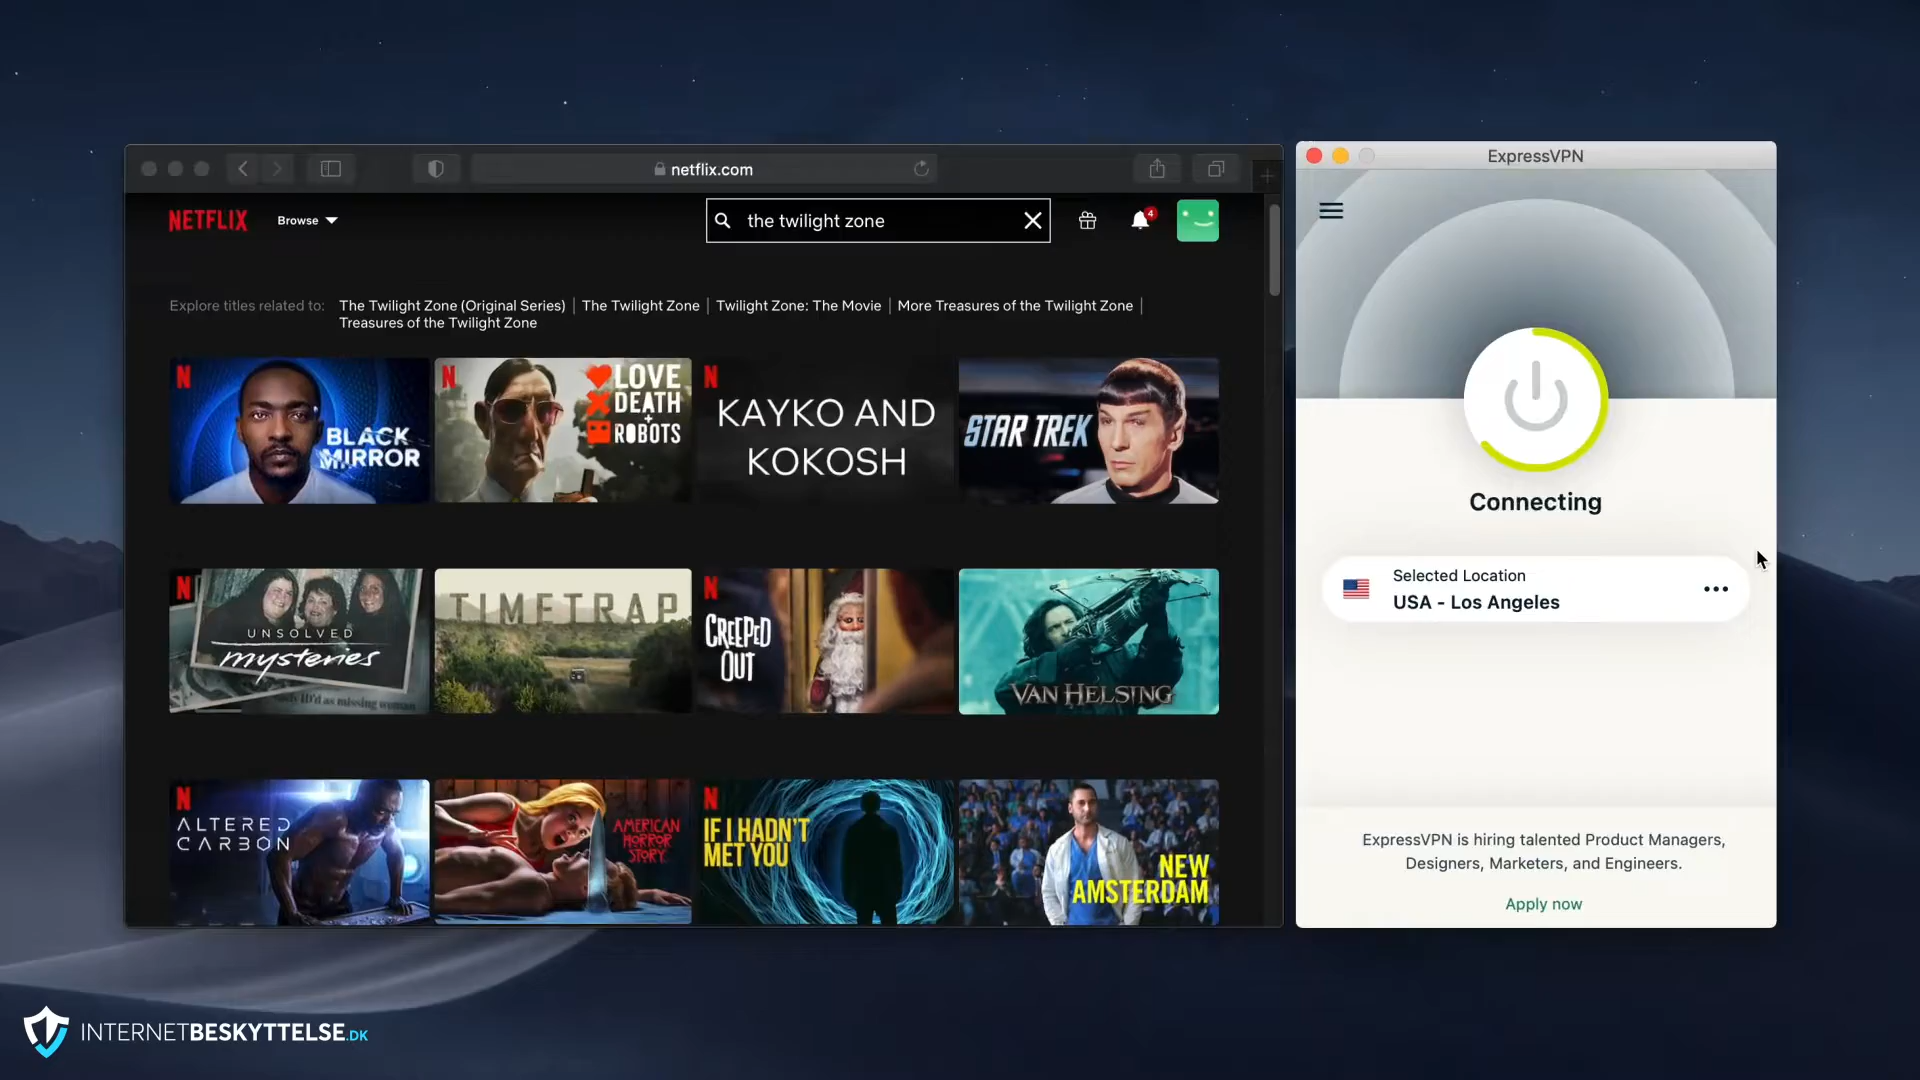 netflix.com
NETFLIX
Browse
the twilight zone
4
Explore titles related to:
The Twilight Zone (Original Series) | The Twilight Zone | Twilight Zone: The Movie | More Treasures of the Twilight Zone |
Treasures of the Twilight Zone
N
BLACK
MIRROR
N
LOVE
DEATH
+
ROBOTS
N
KAYKO AND
KOKOSH
STAR TREK
N
UNSOLVED
mysteries
TIMETRAP
N
CREEPED
OUT
VAN HELSING
N
ALTERED
CARBON
AMERICAN
HORROR
STORY
N
IF I HADN'T
MET YOU
NEW
AMSTERDAM
ExpressVPN
Connecting
Selected Location
USA - Los Angeles
ExpressVPN is hiring talented Product Managers,
Designers, Marketers, and Engineers.
Apply now
INTERNETBESKYTTELSE.DK